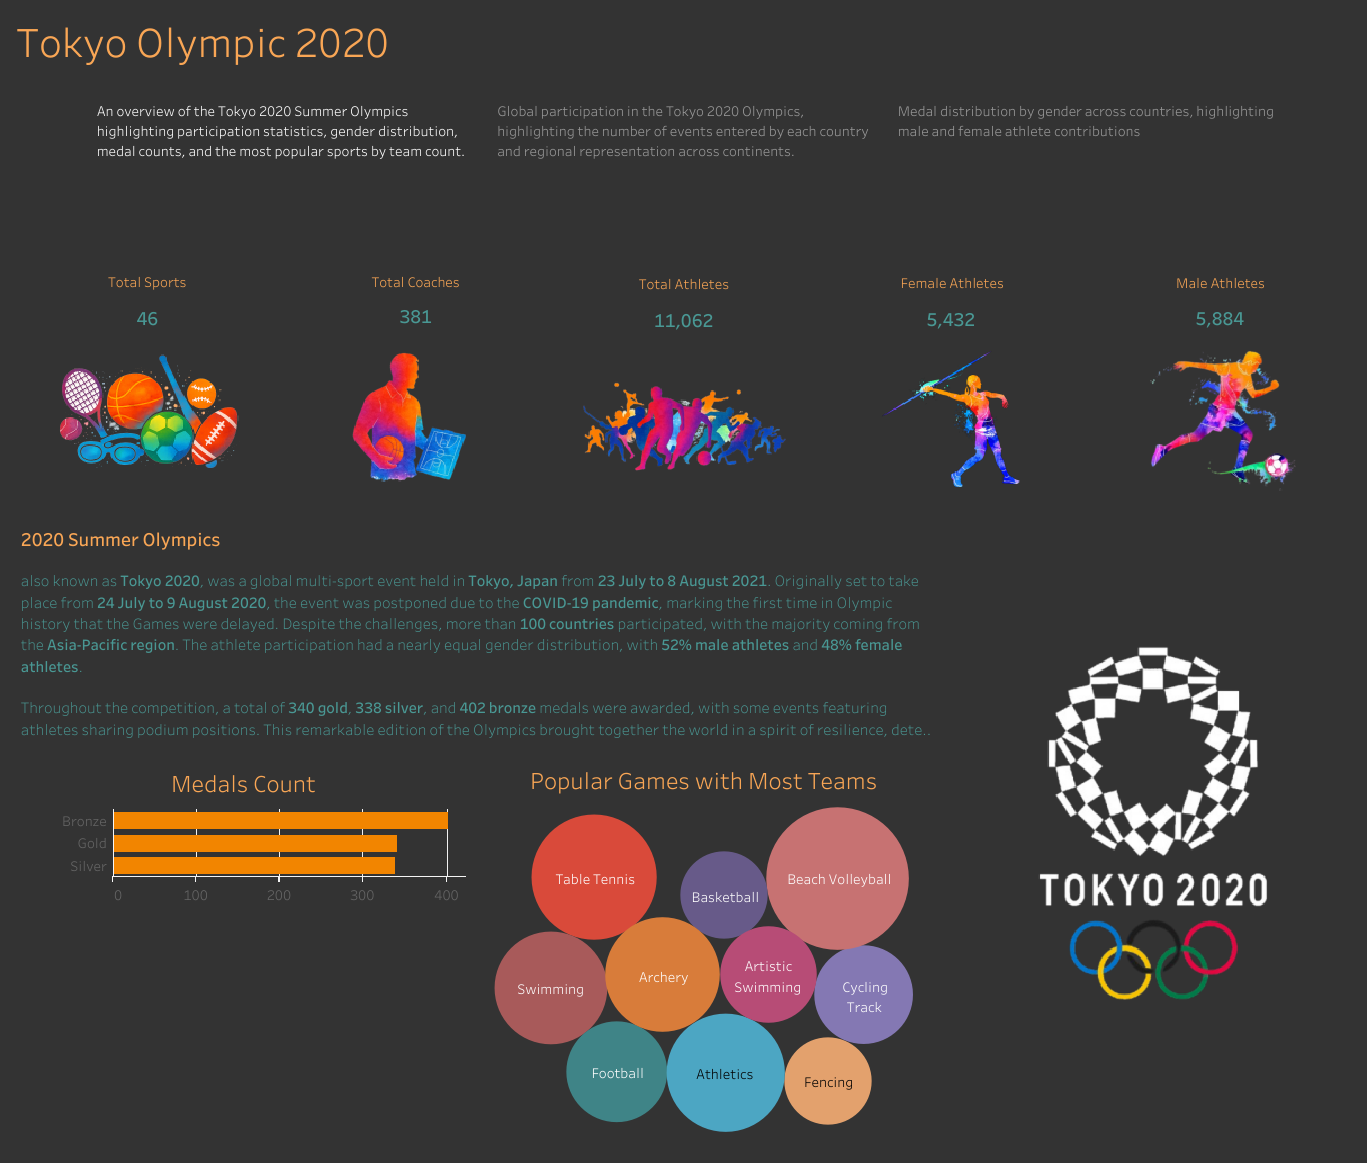 Tokyo Olympic 2020
An overview of the Tokyo 2020 Summer Olympics
highlighting participation statistics, gender distribution,
medal counts, and the most popular sports by team count.
Global participation in the Tokyo 2020 Olympics,
highlighting the number of events entered by each country
and regional representation across continents.
Medal distribution by gender across countries, highlighting
male and female athlete contributions
Total Sports
46
Total Coaches
381
Total Athletes
11,062
Female Athletes
5,432
Male Athletes
5,884
2020 Summer Olympics
also known as Tokyo 2020, was a global multi-sport event held in Tokyo, Japan from 23 July to 8 August 2021. Originally set to take
place from 24 July to 9 August 2020, the event was postponed due to the COVID-19 pandemic, marking the first time in Olympic
history that the Games were delayed. Despite the challenges, more than 100 countries participated, with the majority coming from
the Asia-Pacific region. The athlete participation had a nearly equal gender distribution, with 52% male athletes and 48% female
athletes.
Throughout the competition, a total of 340 gold, 338 silver, and 402 bronze medals were awarded, with some events featuring
athletes sharing podium positions. This remarkable edition of the Olympics brought together the world in a spirit of resilience, dete..
Medals Count
Bronze
Gold
Silver
0 100 200 300 400
Popular Games with Most Teams
Table Tennis
Basketball
Beach Volleyball
Swimming
Archery
Artistic
Swimming
Cycling
Track
Football
Athletics
Fencing
TOKYO 2020